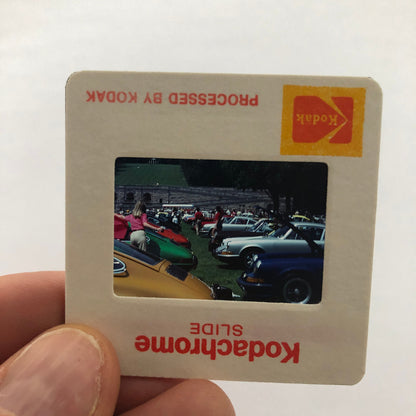 Kodachrome
SLIDE
Kodak
PROCESSED BY KODAK